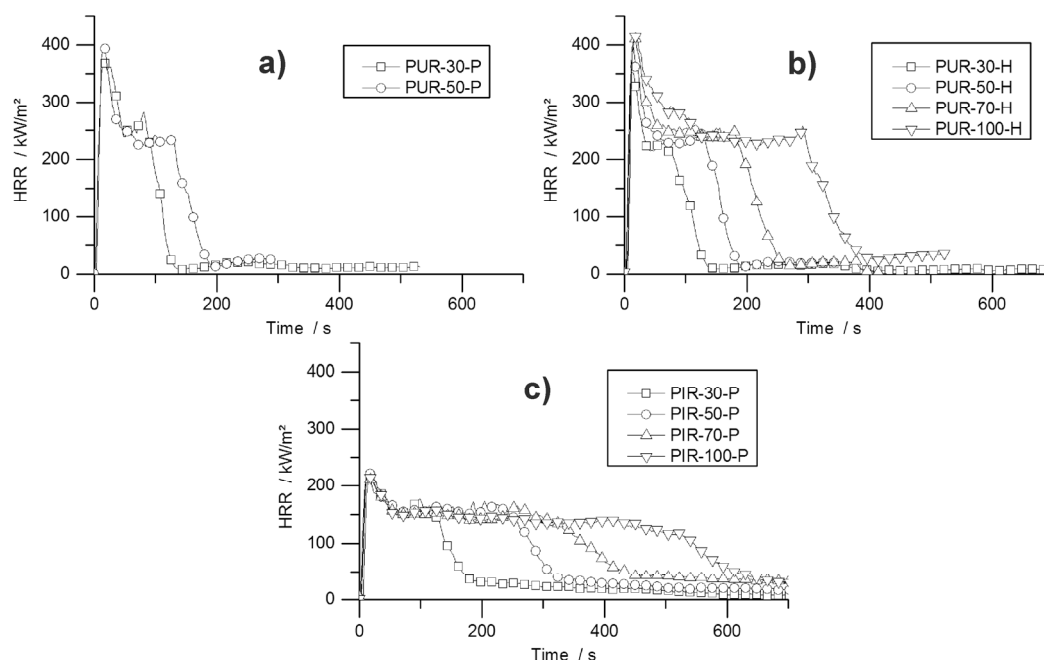 a)
PUR-30-P
PUR-50-P
HRR / kW/m²
400
300
200
100
0
0
200
400
600
Time / s
b)
PUR-30-H
PUR-50-H
PUR-70-H
PUR-100-H
HRR / kW/m²
400
300
200
100
0
0
200
400
600
Time / s
c)
PIR-30-P
PIR-50-P
PIR-70-P
PIR-100-P
HRR / kW/m²
400
300
200
100
0
0
200
400
600
Time / s